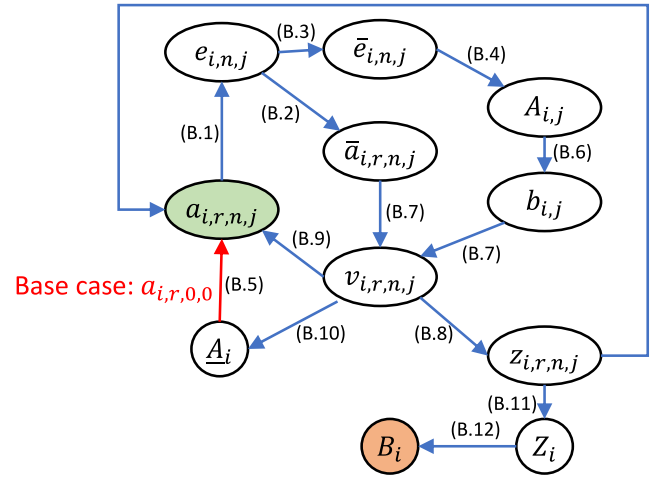 (B.3)
e_{i,n,j}
ē_{i,n,j}
(B.4)
A_{i,j}
(B.1)
(B.2)
ā_{i,r,n,j}
(B.6)
a_{i,r,n,j}
b_{i,j}
(B.9)
(B.7)
(B.7)
Base case: a_{i,r,0,0}
(B.5)
v_{i,r,n,j}
(B.10)
(B.8)
A̲_i
z_{i,r,n,j}
(B.11)
(B.12)
B_i
Z_i